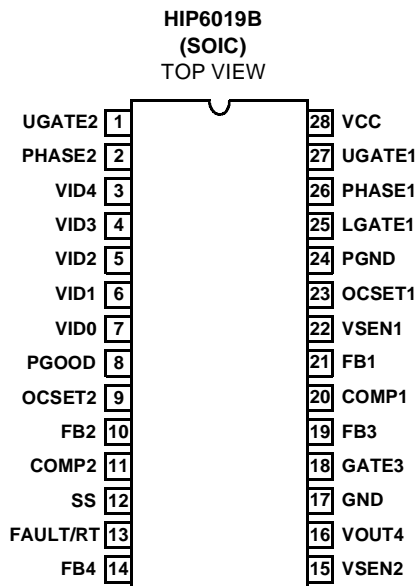 HIP6019B
(SOIC)
TOP VIEW
UGATE2 1 28 VCC
PHASE2 2 27 UGATE1
VID4 3 26 PHASE1
VID3 4 25 LGATE1
VID2 5 24 PGND
VID1 6 23 OCSET1
VID0 7 22 VSEN1
PGOOD 8 21 FB1
OCSET2 9 20 COMP1
FB2 10 19 FB3
COMP2 11 18 GATE3
SS 12 17 GND
FAULT/RT 13 16 VOUT4
FB4 14 15 VSEN2